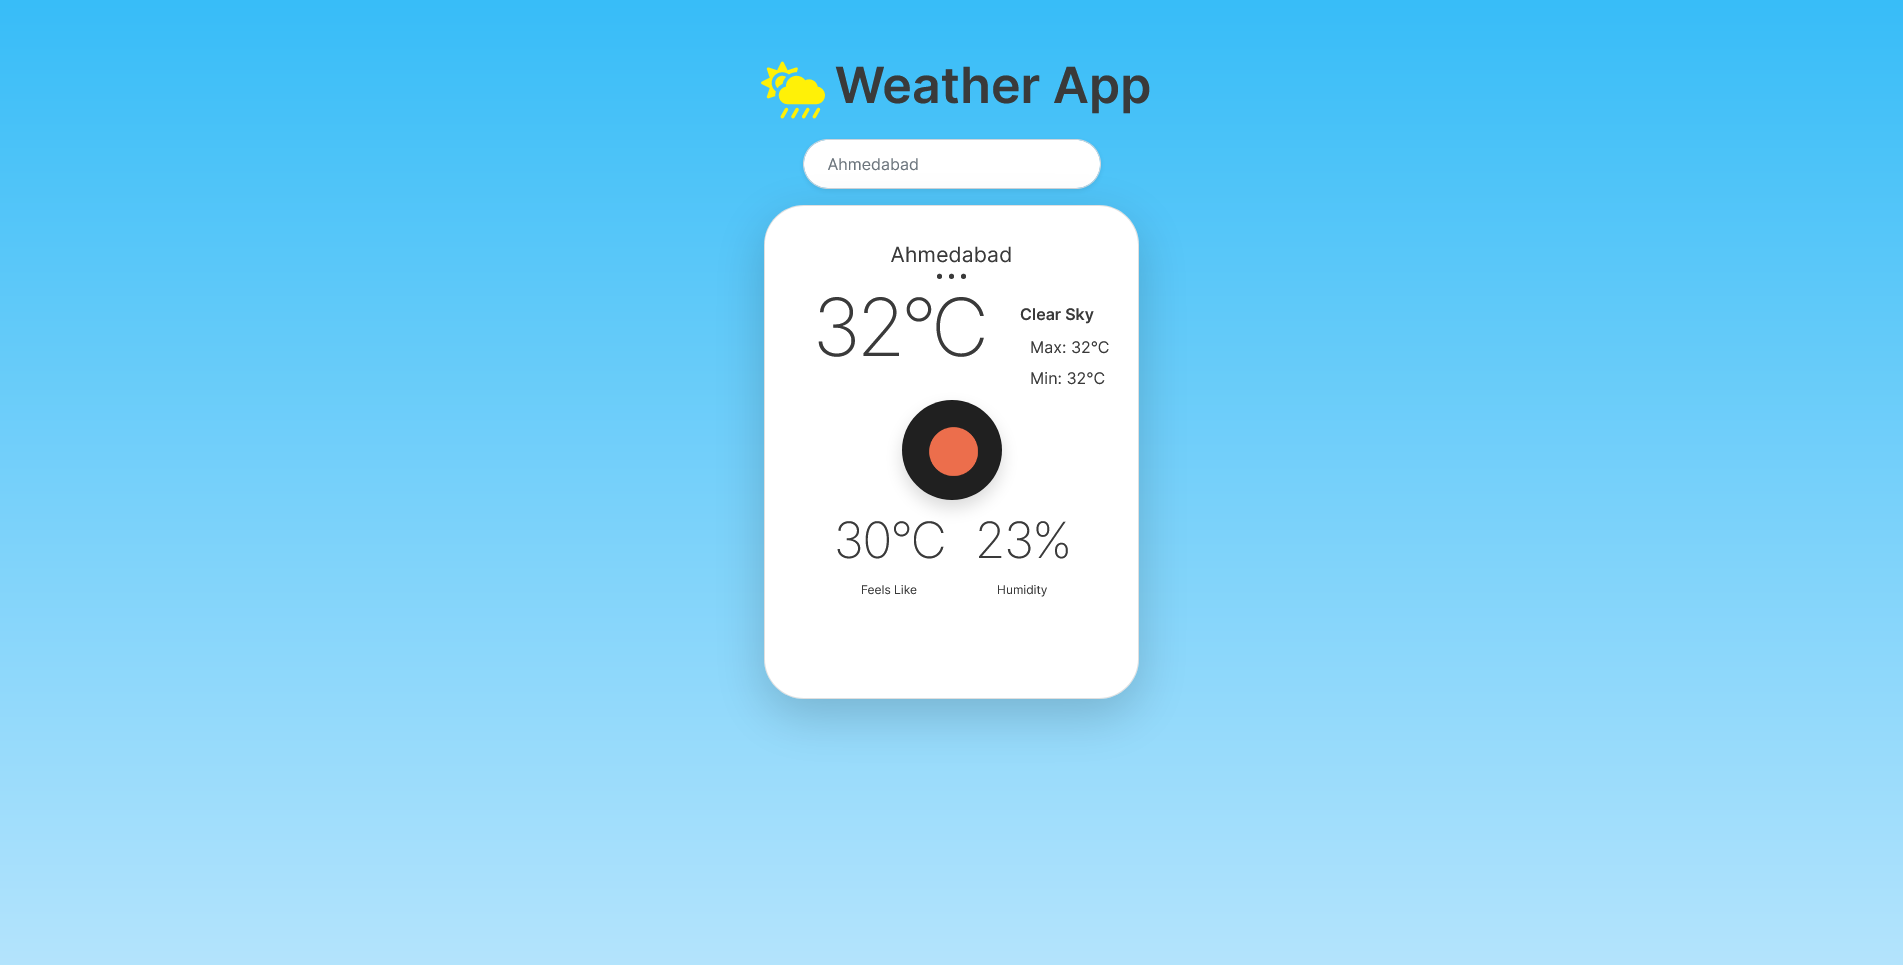 Weather App
Ahmedabad
Ahmedabad
32°C
Clear Sky
Max: 32°C
Min: 32°C
30°C 23%
Feels Like Humidity